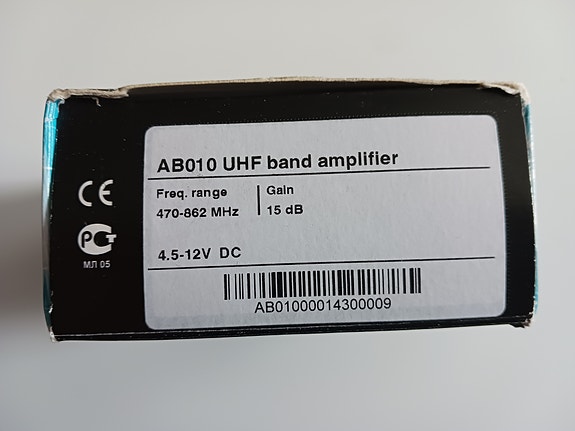 AB010 UHF band amplifier
Freq. range
Gain
470-862 MHz
15 dB
4.5-12V DC
AB01000014300009
CE
РСТ
МЛ 05